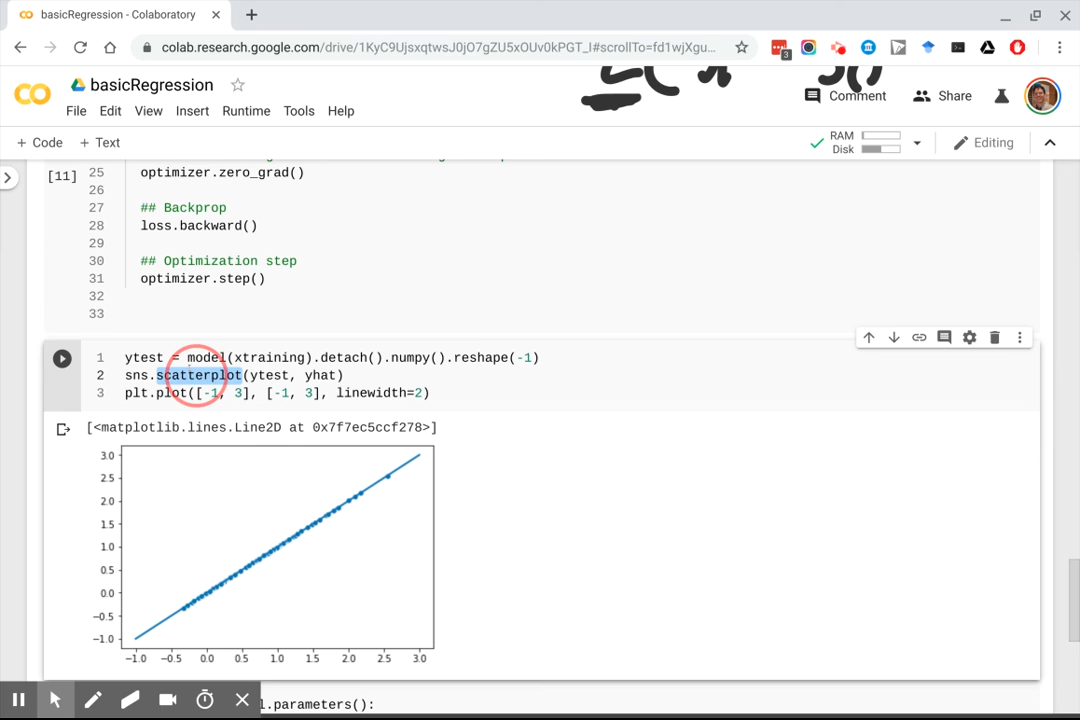 basicRegression - Colaboratory
colab.research.google.com/drive/1KyC9UjsxqtwsJ0jO7gZU5xOUv0kPGT_I#scrollTo=fd1wjXgu...
3
CO
basicRegression
Comment
Share
File Edit View Insert Runtime Tools Help
+ Code + Text
RAM
Disk
Editing
[11] 25 optimizer.zero_grad()
26
27 ## Backprop
28 loss.backward()
29
30 ## Optimization step
31 optimizer.step()
32
33
1 ytest = model(xtraining).detach().numpy().reshape(-1)
2 sns.scatterplot(ytest, yhat)
3 plt.plot([-1, 3], [-1, 3], linewidth=2)
[<matplotlib.lines.Line2D at 0x7f7ec5ccf278>]
3.0
2.5
2.0
1.5
1.0
0.5
0.0
−0.5
−1.0
−1.0 −0.5 0.0 0.5 1.0 1.5 2.0 2.5 3.0
l.parameters():